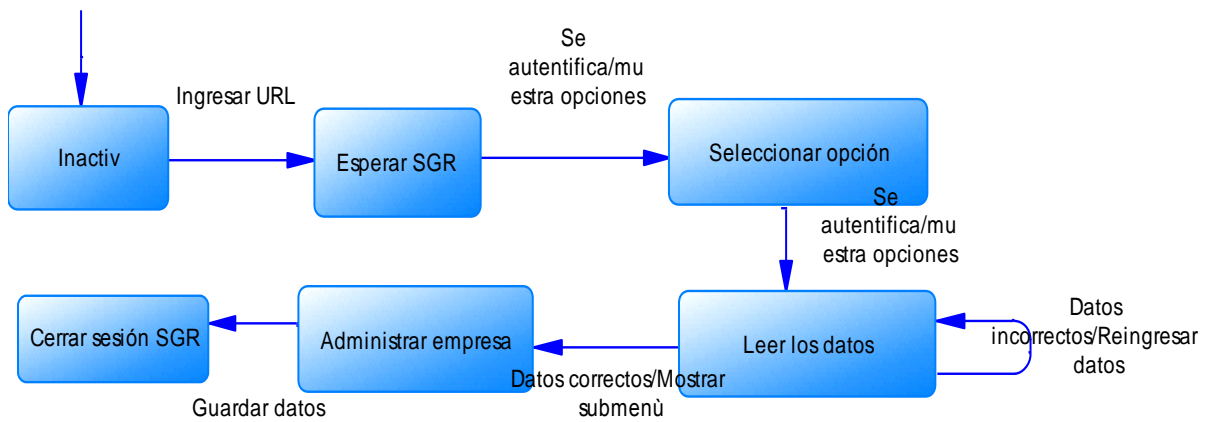 Se
autentifica/mu
estra opciones
Ingresar URL
Inactiv
Esperar SGR
Seleccionar opción
Se
autentifica/mu
estra opciones
Cerrar sesión SGR
Administrar empresa
Leer los datos
Datos
incorrectos/Reingresar
datos
Datos correctos/Mostrar
submenù
Guardar datos